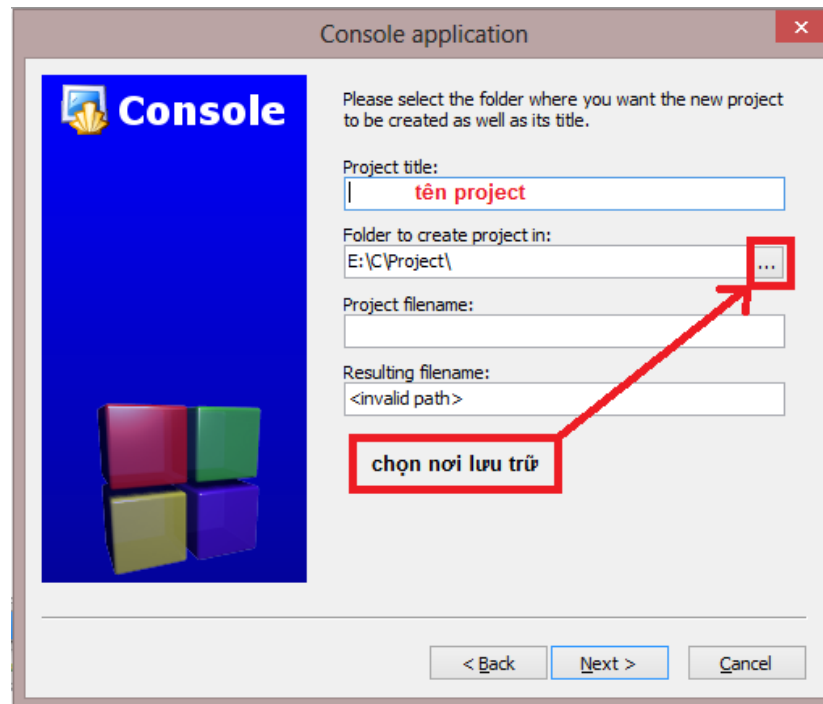 Console application
Console
Please select the folder where you want the new project
to be created as well as its title.
Project title:
tên project
Folder to create project in:
E:\C\Project\
...
Project filename:
Resulting filename:
<invalid path>
chọn nơi lưu trữ
< Back
Next >
Cancel